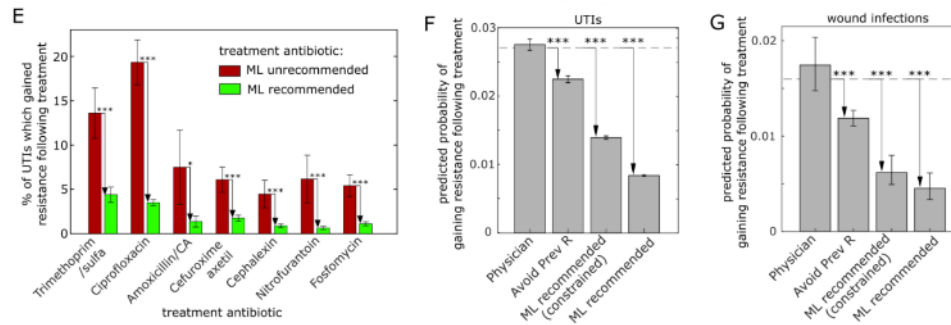 E
% of UTIs which gained
resistance following treatment
20
15
10
5
0
treatment antibiotic:
ML unrecommended
ML recommended
***
***
*
***
***
***
***
Trimethoprim
/sulfa
Ciprofloxacin
Amoxicillin/CA
Cefuroxime
axetil
Cephalexin
Nitrofurantoin
Fosfomycin
treatment antibiotic
F
UTIs
predicted probability of
gaining resistance following treatment
0.03
0.02
0.01
0
***
***
***
Physician
Avoid Prev R
ML recommended
(constrained)
ML recommended
G
wound infections
predicted probability of
gaining resistance following treatment
0.02
0.01
0
***
***
***
Physician
Avoid Prev R
ML recommended
(constrained)
ML recommended